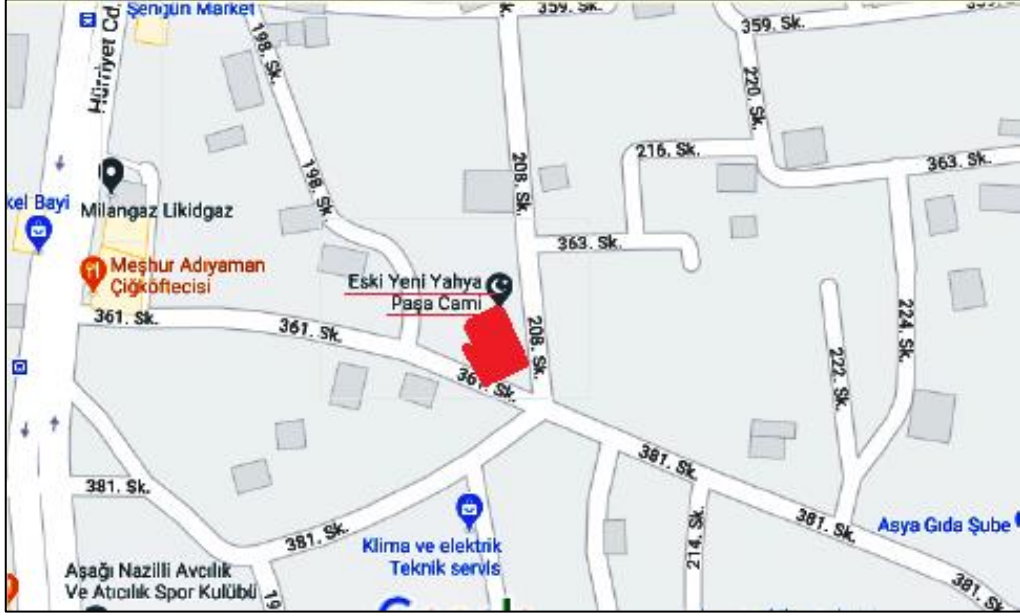 Şengün Market
359. Sk.
359. Sk.
Hürriyet Cd.
198. Sk.
220. Sk.
216. Sk.
208. Sk.
363. Sk.
198. Sk.
Milangaz Likidgaz
363. Sk.
Meşhur Adıyaman
Çiğköftecisi
Eski Yeni Yahya
Paşa Cami
361. Sk.
361. Sk.
208. Sk.
224. Sk.
222. Sk.
361. Sk.
381. Sk.
381. Sk.
381. Sk.
214. Sk.
381. Sk.
Asya Gıda Şube
Klima ve elektrik
Teknik servis
Aşağı Nazilli Avcılık
Ve Atıcılık Spor Kulübü
381. Sk.